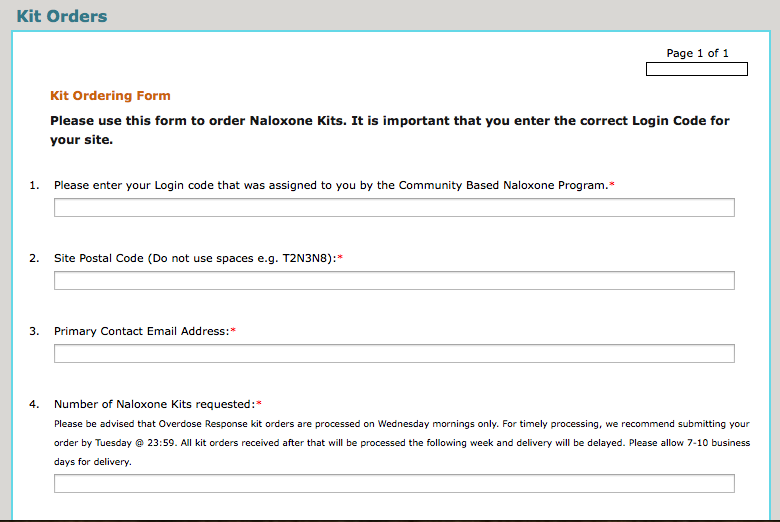 Kit Orders
Page 1 of 1
Kit Ordering Form
Please use this form to order Naloxone Kits. It is important that you enter the correct Login Code for
your site.
1. Please enter your Login code that was assigned to you by the Community Based Naloxone Program.*
2. Site Postal Code (Do not use spaces e.g. T2N3N8):*
3. Primary Contact Email Address:*
4. Number of Naloxone Kits requested:*
Please be advised that Overdose Response kit orders are processed on Wednesday mornings only. For timely processing, we recommend submitting your
order by Tuesday @ 23:59. All kit orders received after that will be processed the following week and delivery will be delayed. Please allow 7-10 business
days for delivery.